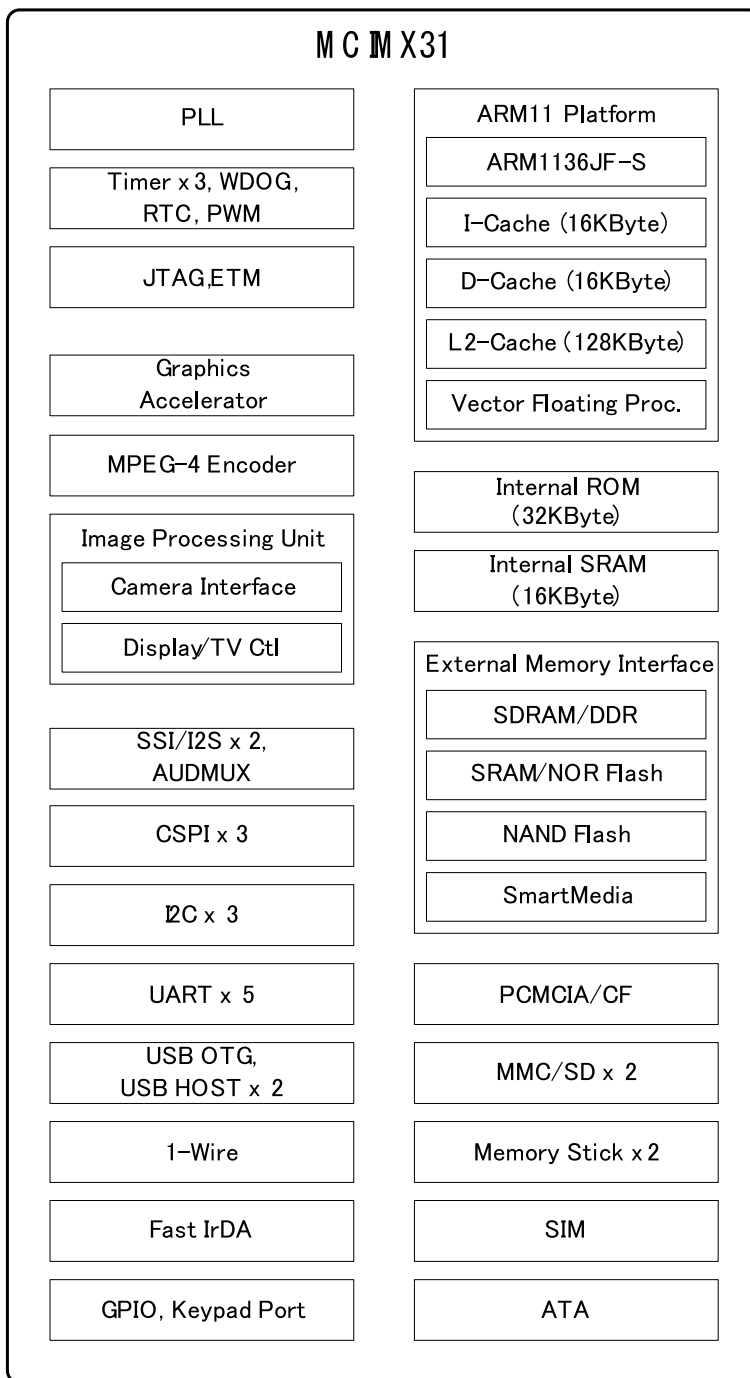 MCIMX31
PLL
Timer x 3, WDOG,
RTC, PWM
JTAG,ETM
Graphics
Accelerator
MPEG-4 Encoder
Image Processing Unit
Camera Interface
Display/TV Ctl
SSI/I2S x 2,
AUDMUX
CSPI x 3
I2C x 3
UART x 5
USB OTG,
USB HOST x 2
1-Wire
Fast IrDA
GPIO, Keypad Port
ARM11 Platform
ARM1136JF-S
I-Cache (16KByte)
D-Cache (16KByte)
L2-Cache (128KByte)
Vector Floating Proc.
Internal ROM
(32KByte)
Internal SRAM
(16KByte)
External Memory Interface
SDRAM/DDR
SRAM/NOR Flash
NAND Flash
SmartMedia
PCMCIA/CF
MMC/SD x 2
Memory Stick x 2
SIM
ATA